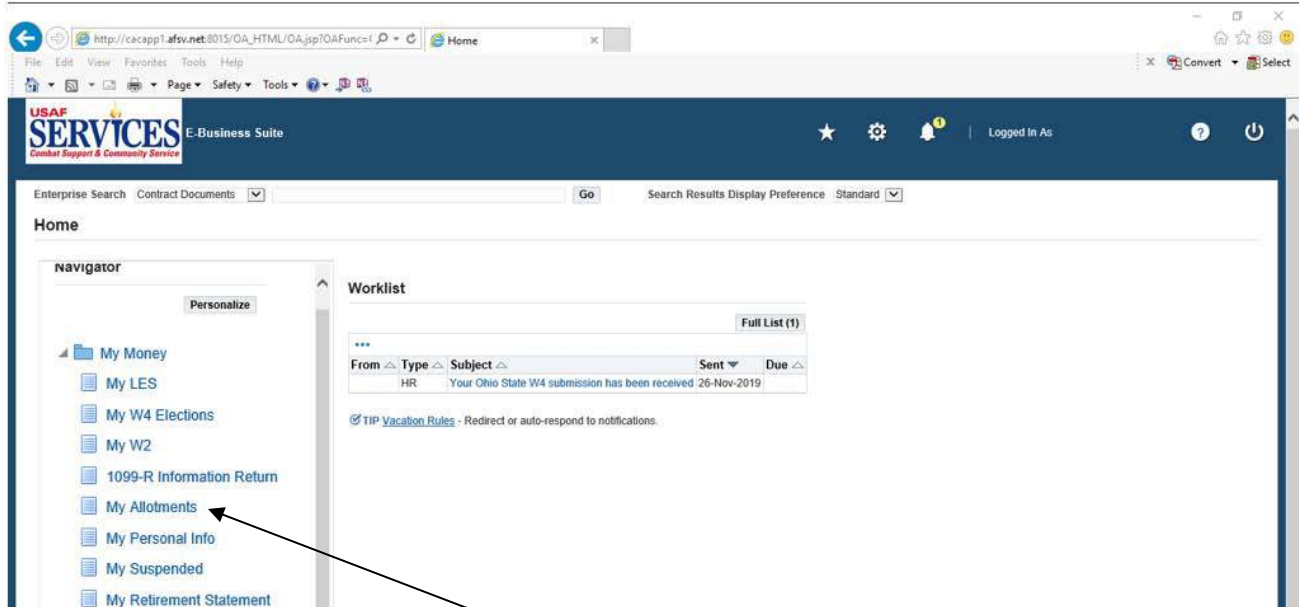 http://cacapp1.afsv.net:8015/OA_HTML/OA.jsp?OAFunc=(
Home
File Edit View Favorites Tools Help
Convert Select
Page Safety Tools
USAF
SERVICES
Combat Support & Community Service
E-Business Suite
1
Logged In As
?
Enterprise Search Contract Documents Go Search Results Display Preference Standard
Home
Navigator
Personalize
My Money
My LES
My W4 Elections
My W2
1099-R Information Return
My Allotments
My Personal Info
My Suspended
My Retirement Statement
Worklist
Full List (1)
...
From Type Subject Sent Due
HR Your Ohio State W4 submission has been received 26-Nov-2019
TIP Vacation Rules - Redirect or auto-respond to notifications.